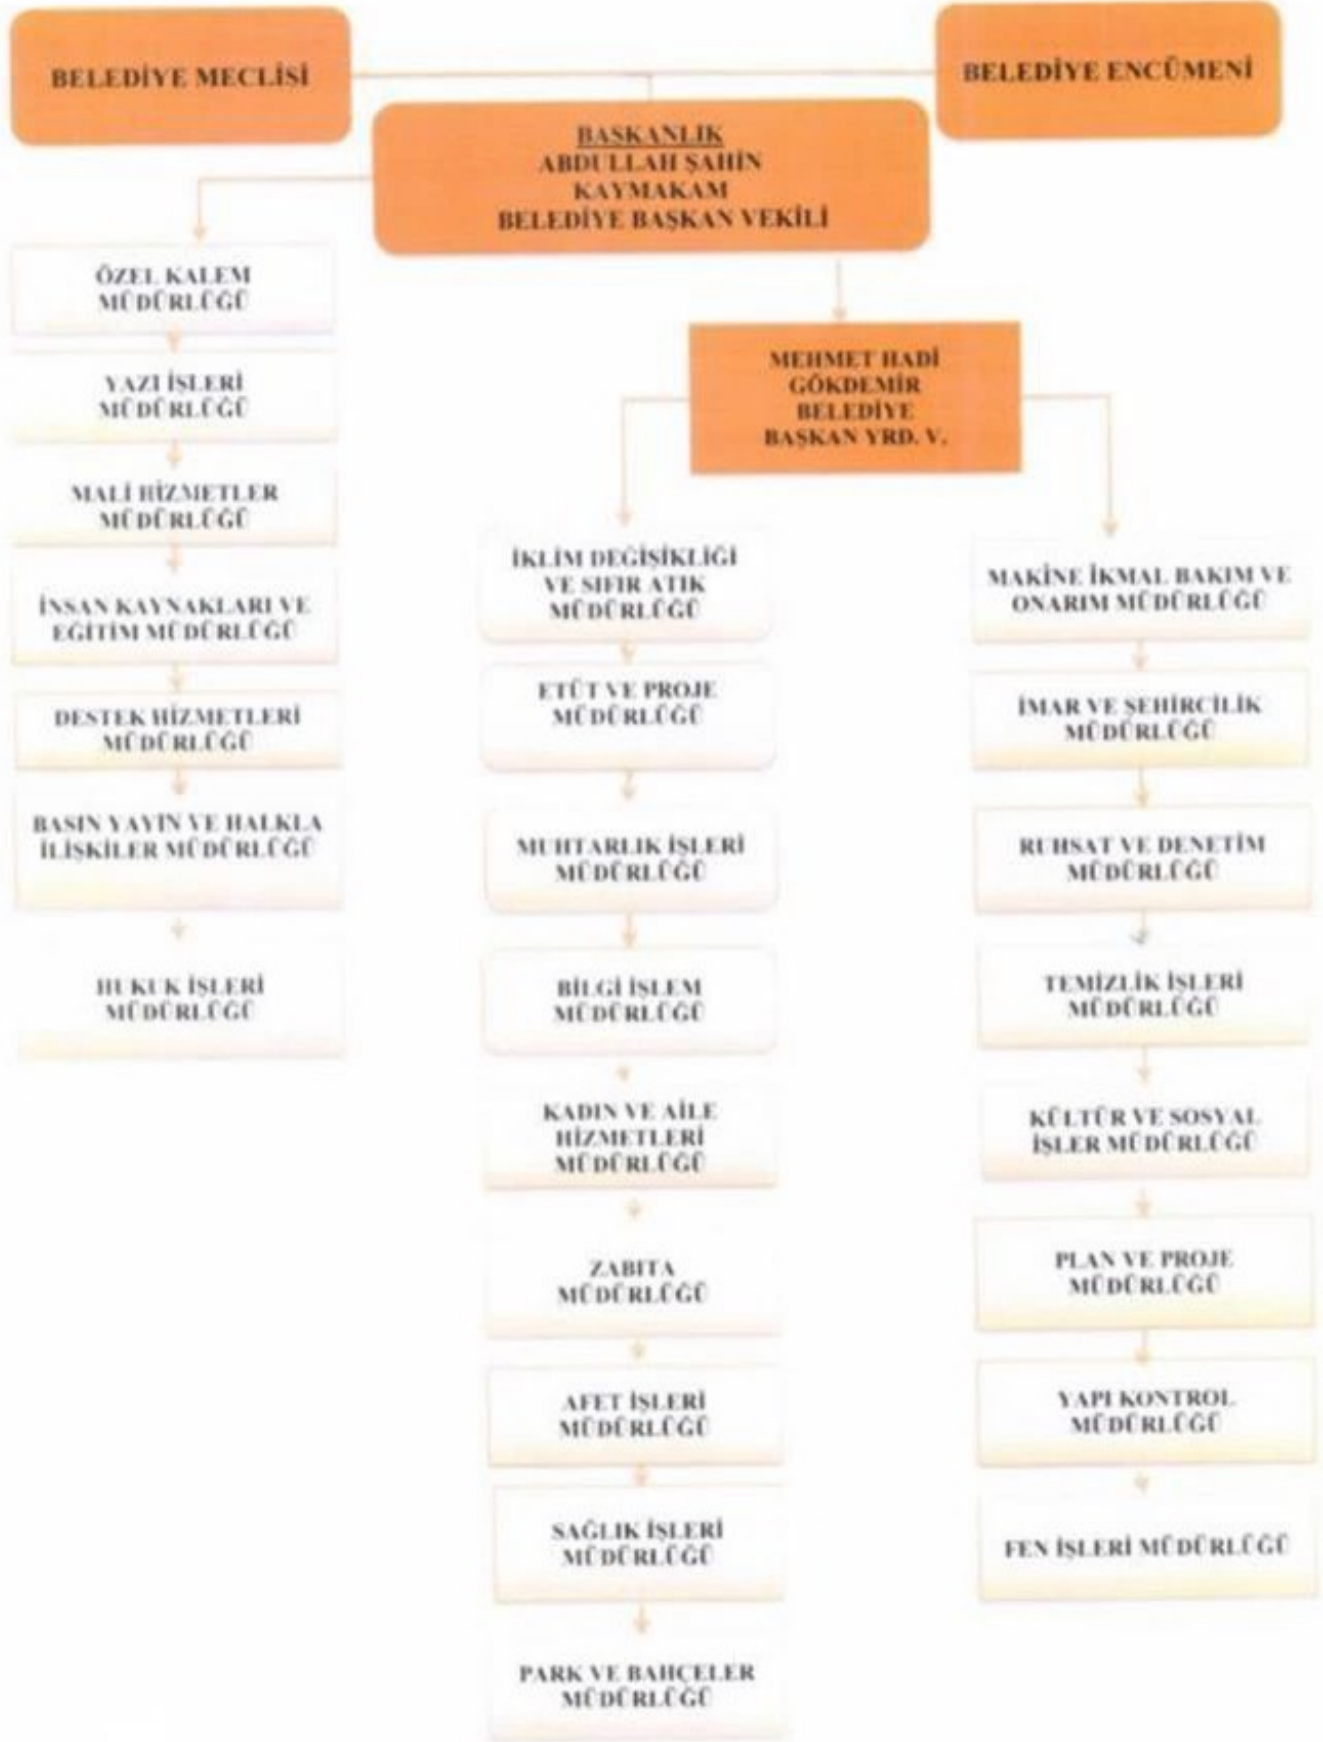 BELEDİYE MECLİSİ
BELEDİYE ENCÜMENİ
BAŞKANLIK
ABDULLAH ŞAHİN
KAYMAKAM
BELEDİYE BAŞKAN VEKİLİ
MEHMET HADİ
GÖKDEMİR
BELEDİYE
BAŞKAN YRD. V.
ÖZEL KALEM
MÜDÜRLÜĞÜ
YAZI İŞLERİ
MÜDÜRLÜĞÜ
MALİ HİZMETLER
MÜDÜRLÜĞÜ
İNSAN KAYNAKLARI VE
EĞİTİM MÜDÜRLÜĞÜ
DESTEK HİZMETLERİ
MÜDÜRLÜĞÜ
BASIN YAYIN VE HALKLA
İLİŞKİLER MÜDÜRLÜĞÜ
HUKUK İŞLERİ
MÜDÜRLÜĞÜ
İKLİM DEĞİŞİKLİĞİ
VE SIFIR ATIK
MÜDÜRLÜĞÜ
ETÜT VE PROJE
MÜDÜRLÜĞÜ
MUHTARLIK İŞLERİ
MÜDÜRLÜĞÜ
BİLGİ İŞLEM
MÜDÜRLÜĞÜ
KADIN VE AİLE
HİZMETLERİ
MÜDÜRLÜĞÜ
ZABITA
MÜDÜRLÜĞÜ
AFET İŞLERİ
MÜDÜRLÜĞÜ
SAĞLIK İŞLERİ
MÜDÜRLÜĞÜ
PARK VE BAHÇELER
MÜDÜRLÜĞÜ
MAKİNE İKMAL BAKIM VE
ONARIM MÜDÜRLÜĞÜ
İMAR VE ŞEHİRCİLİK
MÜDÜRLÜĞÜ
RUHSAT VE DENETİM
MÜDÜRLÜĞÜ
TEMİZLİK İŞLERİ
MÜDÜRLÜĞÜ
KÜLTÜR VE SOSYAL
İŞLER MÜDÜRLÜĞÜ
PLAN VE PROJE
MÜDÜRLÜĞÜ
YAPI KONTROL
MÜDÜRLÜĞÜ
FEN İŞLERİ MÜDÜRLÜĞÜ